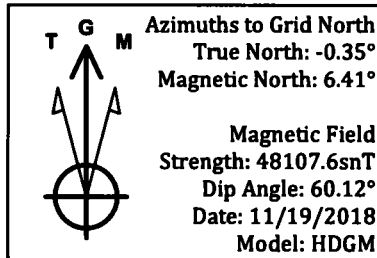 T G M
Azimuths to Grid North
True North: -0.35°
Magnetic North: 6.41°
Magnetic Field
Strength: 48107.6snT
Dip Angle: 60.12°
Date: 11/19/2018
Model: HDGM